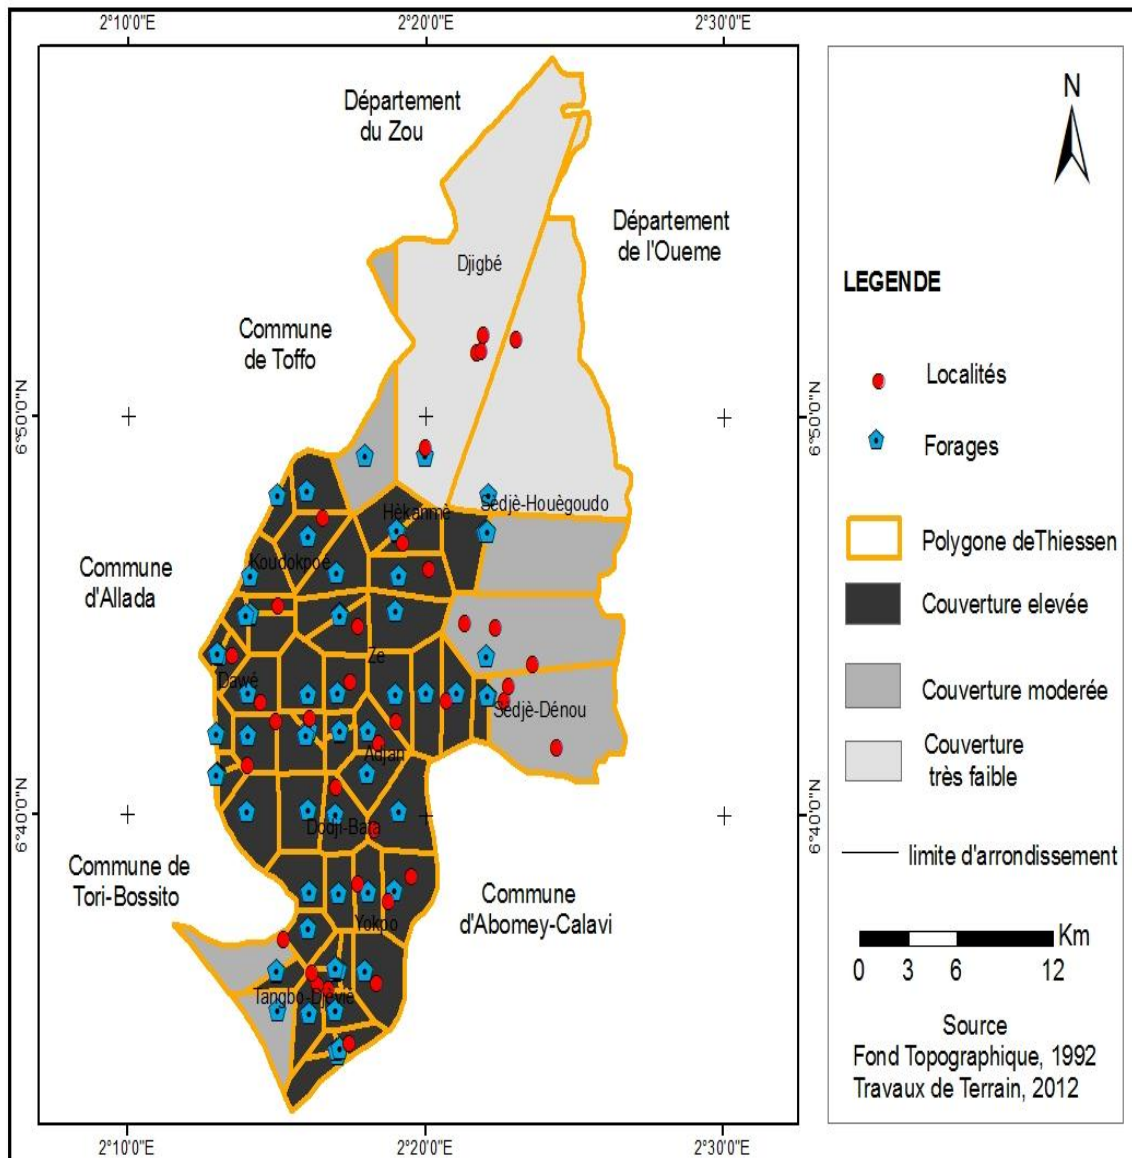 2°10'0"E
2°20'0"E
2°30'0"E
Département
du Zou
Département
de l'Oueme
Djigbé
Commune
de Toffo
6°50'0"N
6°50'0"N
Sèdjè-Houègoudo
Hèkanmè
Koudokpoé
Commune
d'Allada
Ze
Dawé
Sèdjè-Dénou
Adjan
6°40'0"N
6°40'0"N
Dodji-Bata
Commune de
Tori-Bossito
Commune
d'Abomey-Calavi
Yokpo
Tangbo-Djèviè
2°10'0"E
2°20'0"E
2°30'0"E
N
LEGENDE
Localités
Forages
Polygone deThiessen
Couverture elevée
Couverture moderée
Couverture
très faible
limite d'arrondissement
Km
0 3 6 12
Source
Fond Topographique, 1992
Travaux de Terrain, 2012